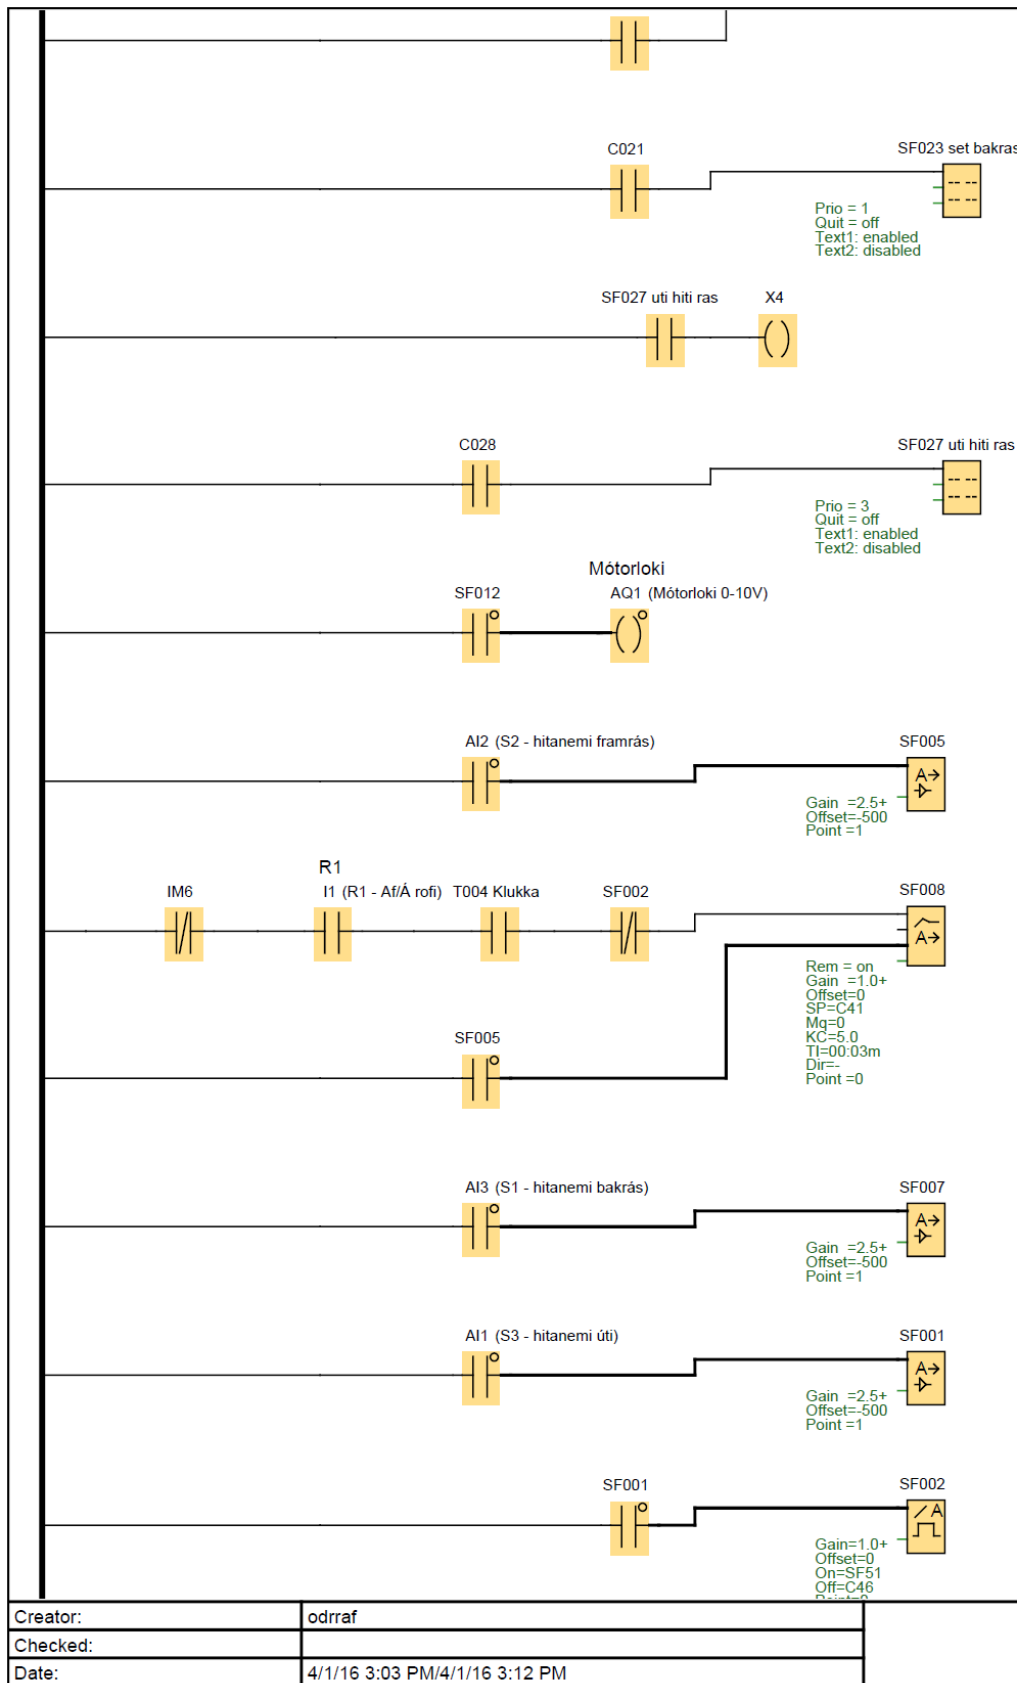 C021
SF023 set bakras
Prio = 1
Quit = off
Text1: enabled
Text2: disabled
SF027 uti hiti ras
X4
C028
SF027 uti hiti ras
Prio = 3
Quit = off
Text1: enabled
Text2: disabled
Mótorloki
SF012
AQ1 (Mótorloki 0-10V)
AI2 (S2 - hitanemi framrás)
SF005
Gain =2.5+
Offset=-500
Point =1
R1
IM6
I1 (R1 - Af/Á rofi)
T004 Klukka
SF002
SF008
A→
Rem = on
Gain =1.0+
Offset=0
SP=C41
Mq=0
KC=5.0
TI=00:03m
Dir=-
Point =0
SF005
AI3 (S1 - hitanemi bakrás)
SF007
A→
Gain =2.5+
Offset=-500
Point =1
AI1 (S3 - hitanemi úti)
SF001
A→
Gain =2.5+
Offset=-500
Point =1
SF001
SF002
A
Gain=1.0+
Offset=0
On=SF51
Off=C46
Creator: odrraf
Checked:
Date: 4/1/16 3:03 PM/4/1/16 3:12 PM